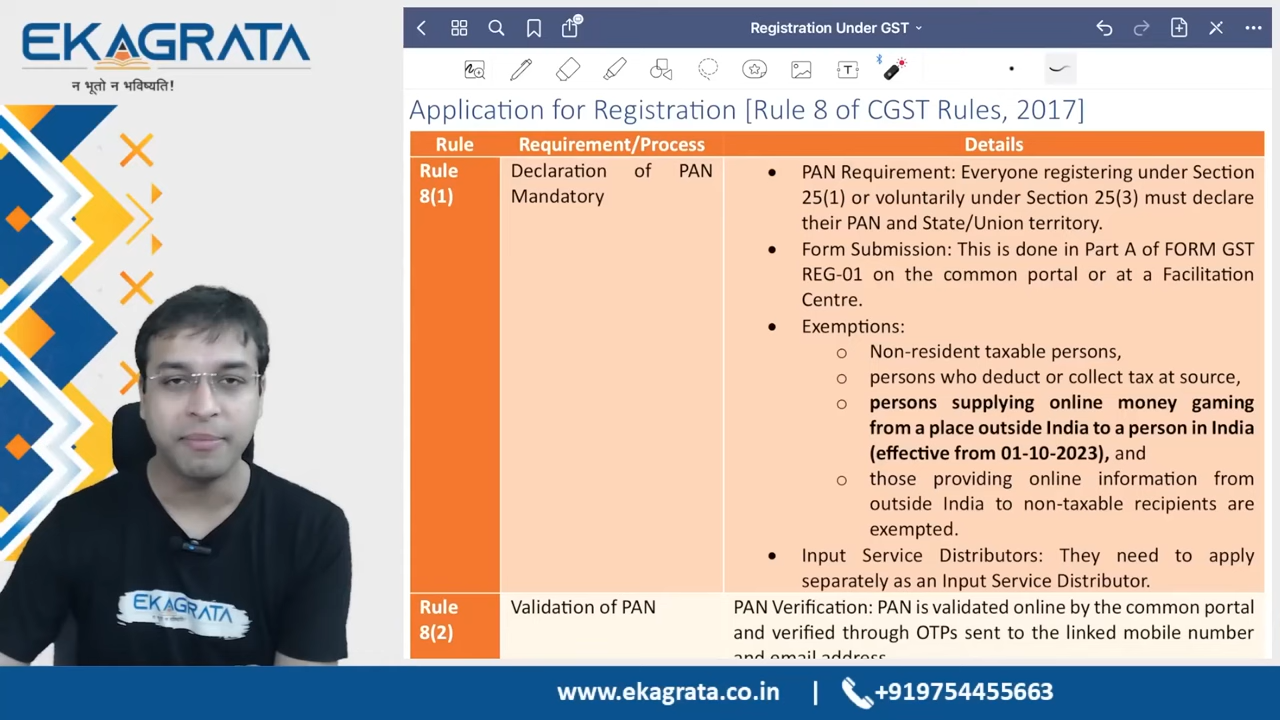 EKAGRATA
न भूतो न भविष्यति!
Registration Under GST
T
Application for Registration [Rule 8 of CGST Rules, 2017]
Rule Requirement/Process Details
Rule 8(1)
Declaration of PAN Mandatory
• PAN Requirement: Everyone registering under Section
25(1) or voluntarily under Section 25(3) must declare
their PAN and State/Union territory.
• Form Submission: This is done in Part A of FORM GST
REG-01 on the common portal or at a Facilitation
Centre.
• Exemptions:
o Non-resident taxable persons,
o persons who deduct or collect tax at source,
o persons supplying online money gaming
from a place outside India to a person in India
(effective from 01-10-2023), and
o those providing online information from
outside India to non-taxable recipients are
exempted.
• Input Service Distributors: They need to apply
separately as an Input Service Distributor.
Rule 8(2)
Validation of PAN
PAN Verification: PAN is validated online by the common portal
and verified through OTPs sent to the linked mobile number
and email address.
EKAGRATA
www.ekagrata.co.in | +919754455663